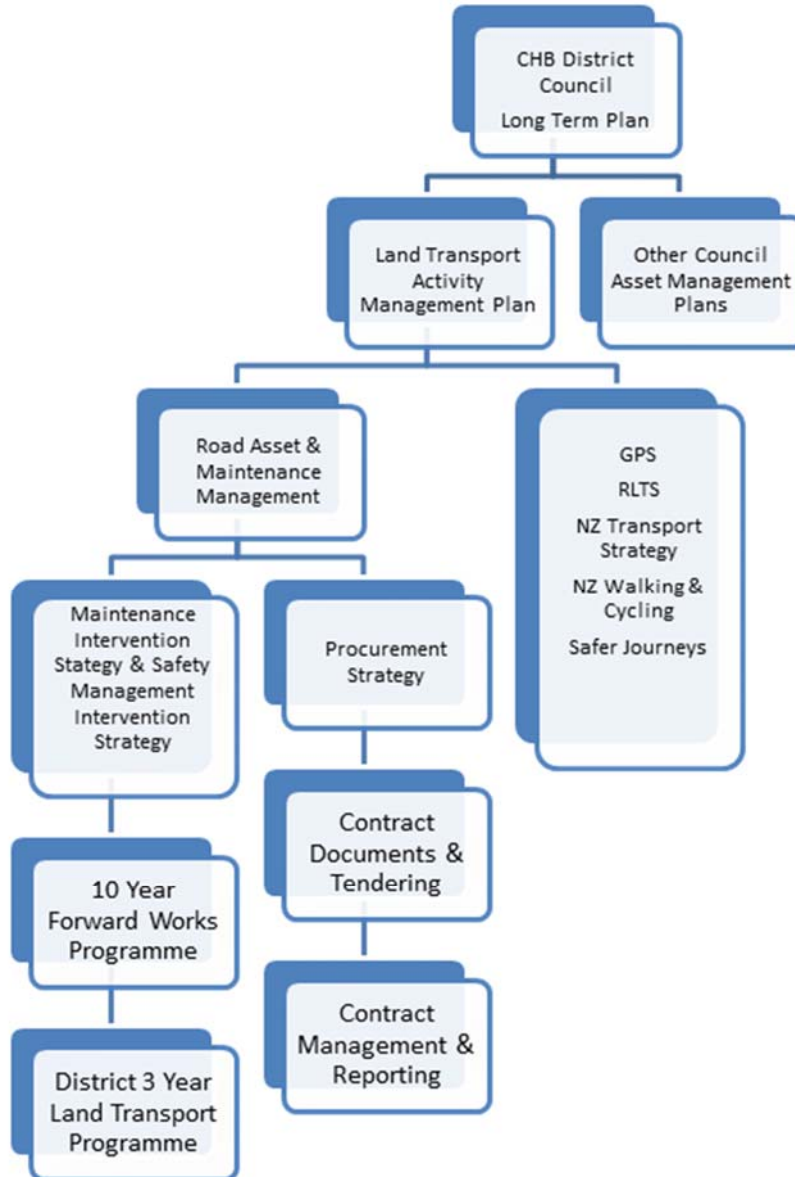 CHB District
Council
Long Term Plan
Land Transport
Activity
Management Plan
Other Council
Asset Management
Plans
Road Asset &
Maintenance
Management
GPS
RLTS
NZ Transport
Strategy
NZ Walking &
Cycling
Safer Journeys
Maintenance
Intervention
Stategy & Safety
Management
Intervention
Strategy
Procurement
Strategy
10 Year
Forward Works
Programme
Contract
Documents &
Tendering
District 3 Year
Land Transport
Programme
Contract
Management &
Reporting